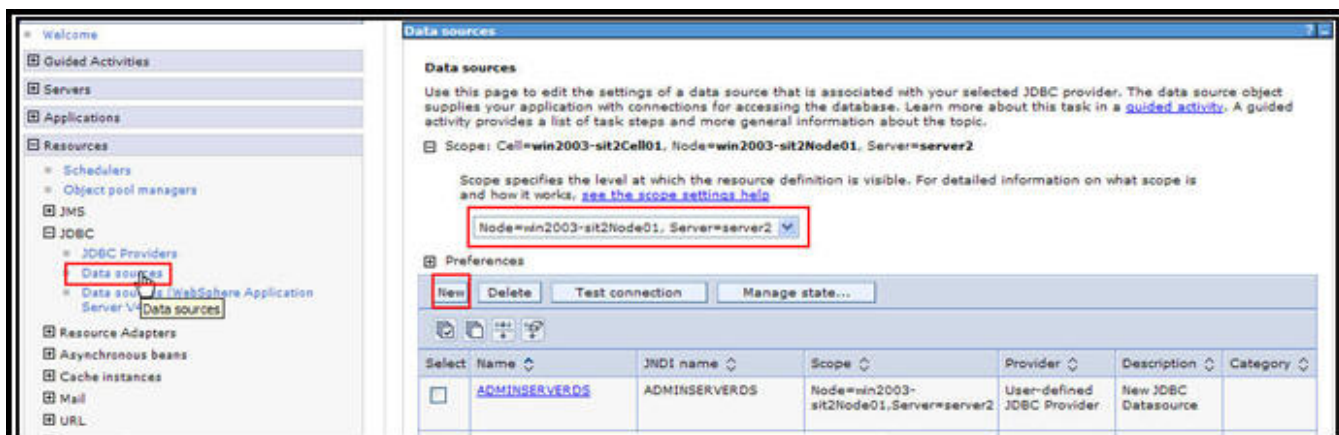 Welcome
Guided Activities
Servers
Applications
Resources
Schedulers
Object pool managers
JMS
JDBC
JDBC Providers
Data sources
Data sources (WebSphere Application
Server V4
Data sources
Resource Adapters
Asynchronous beans
Cache instances
Mail
URL
Data sources
? -
Data sources
Use this page to edit the settings of a data source that is associated with your selected JDBC provider. The data source object
supplies your application with connections for accessing the database. Learn more about this task in a guided activity. A guided
activity provides a list of task steps and more general information about the topic.
Scope: Cell=win2003-sit2Cell01, Node=win2003-sit2Node01, Server=server2
Scope specifies the level at which the resource definition is visible. For detailed information on what scope is
and how it works, see the scope settings help
Node=win2003-sit2Node01, Server=server2
Preferences
New Delete Test connection Manage state...
Select Name JNDI name Scope Provider Description Category
ADMINSERVERDS ADMINSERVERDS Node=win2003- User-defined New JDBC
sit2Node01,Server=server2 JDBC Provider Datasource